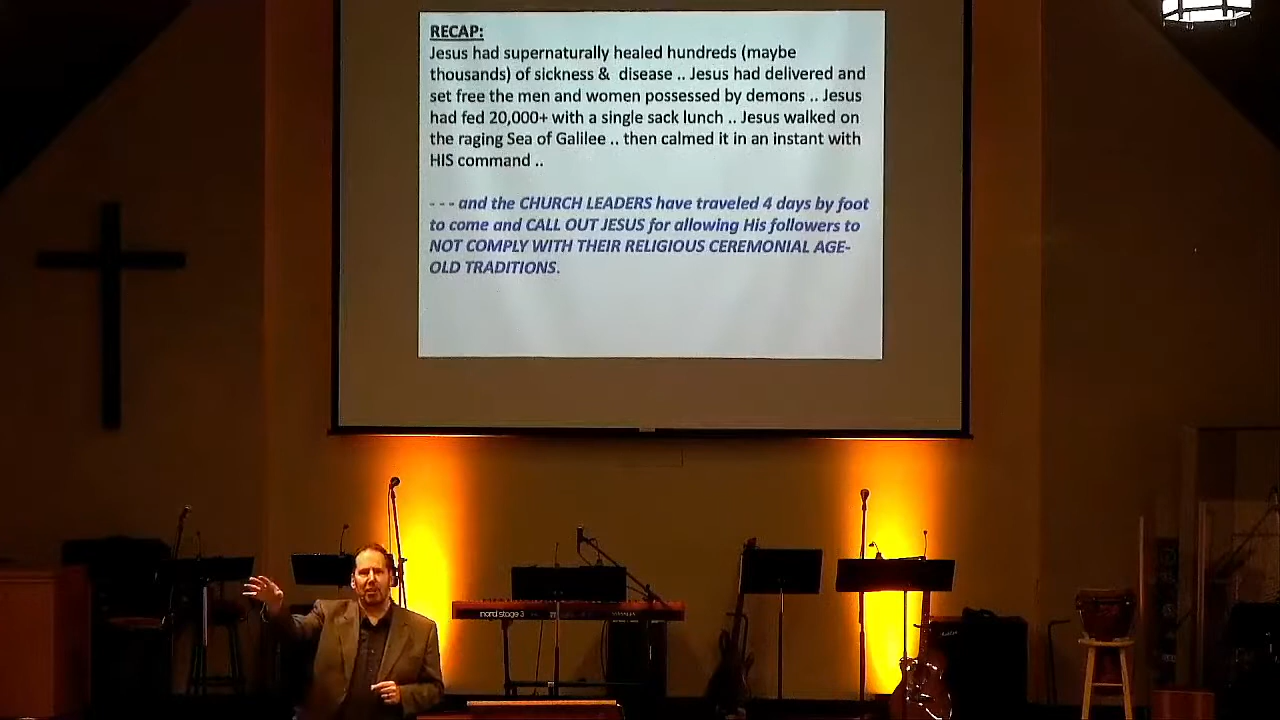 RECAP:
Jesus had supernaturally healed hundreds (maybe
thousands) of sickness & disease .. Jesus had delivered and
set free the men and women possessed by demons .. Jesus
had fed 20,000+ with a single sack lunch .. Jesus walked on
the raging Sea of Galilee .. then calmed it in an instant with
HIS command ..
- - - and the CHURCH LEADERS have traveled 4 days by foot
to come and CALL OUT JESUS for allowing His followers to
NOT COMPLY WITH THEIR RELIGIOUS CEREMONIAL AGE-
OLD TRADITIONS.
nord stage 3